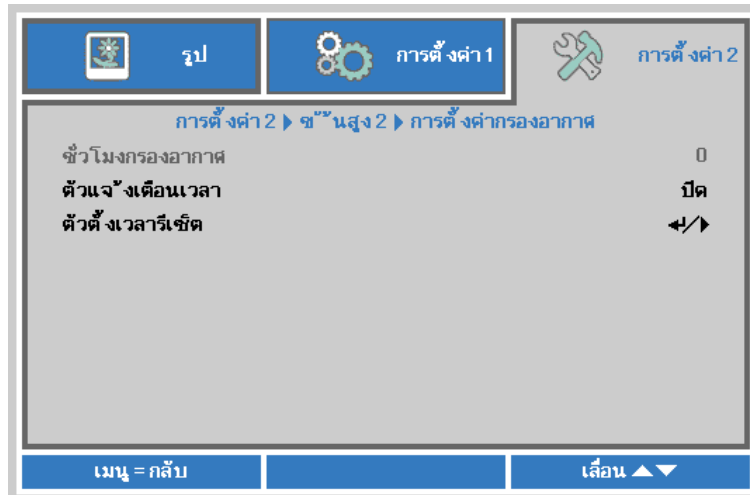 รูป
การตั้งค่า 1
การตั้งค่า 2
การตั้งค่า 2 ▶ ขั้นสูง 2 ▶ การตั้งค่ากรองอากาศ
ชั่วโมงกรองอากาศ 0
ตัวแจ้งเตือนเวลา ปิด
ตัวตั้งเวลารีเซ็ต ↵/▶
เมนู = กลับ
เลื่อน ▲▼